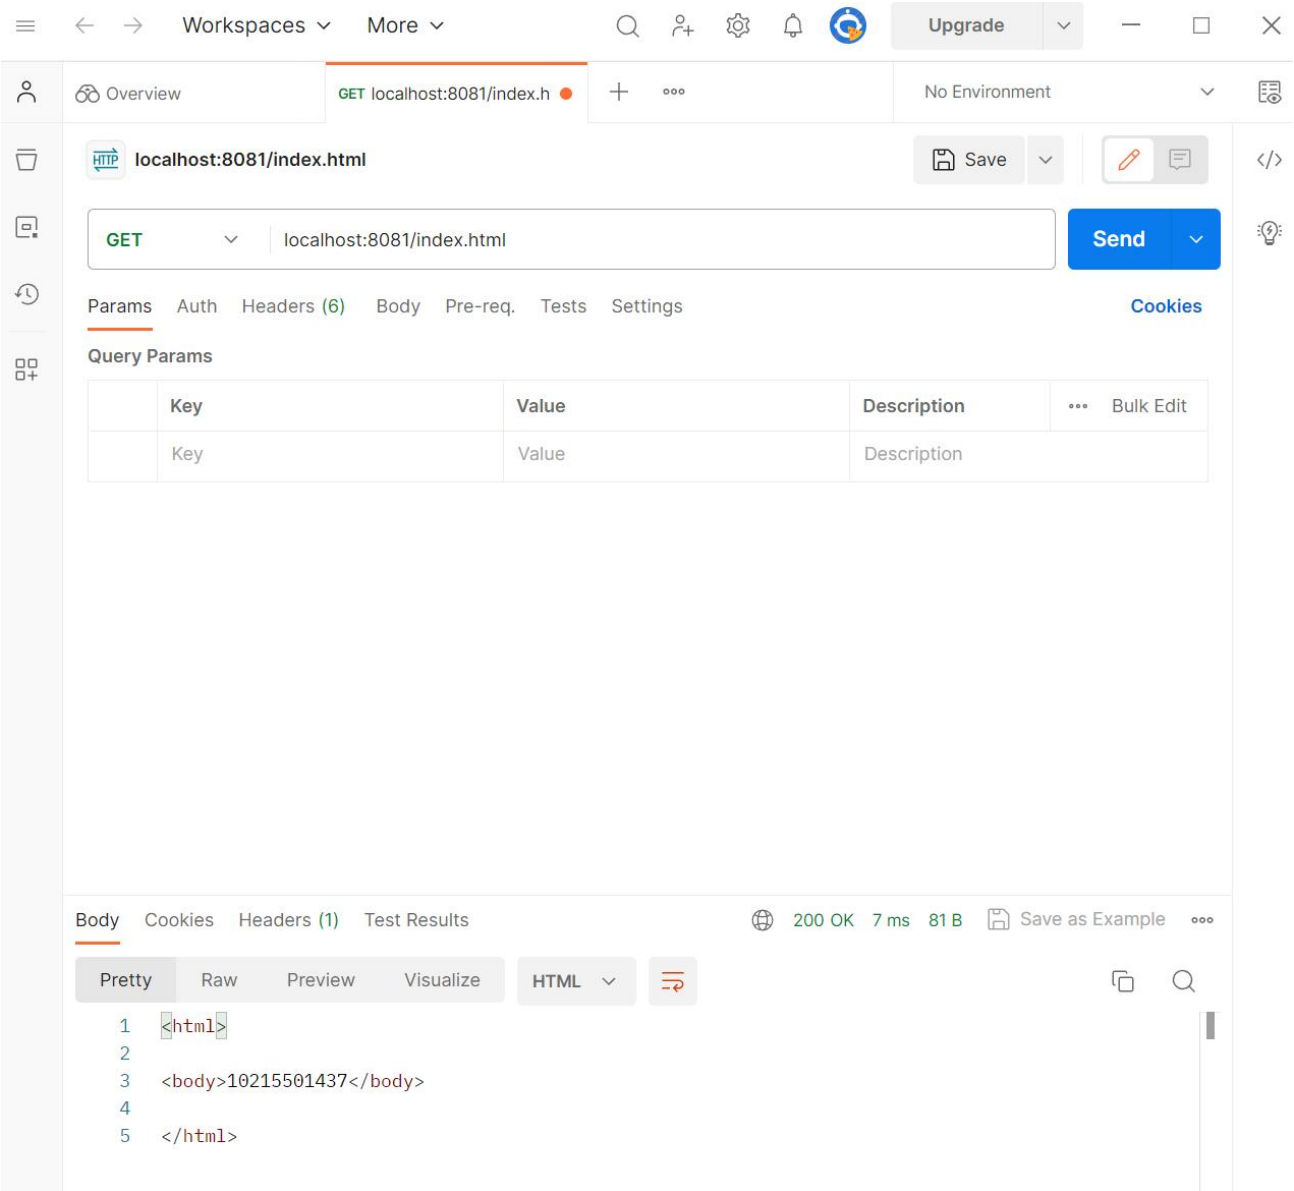 Workspaces More Upgrade
Overview GET localhost:8081/index.h No Environment
HTTP localhost:8081/index.html Save </>
GET localhost:8081/index.html Send
Params Auth Headers (6) Body Pre-req. Tests Settings Cookies
Query Params
Key Value Description Bulk Edit
Key Value Description
Body Cookies Headers (1) Test Results 200 OK 7 ms 81 B Save as Example
Pretty Raw Preview Visualize HTML
1 <html>
2
3 <body>10215501437</body>
4
5 </html>